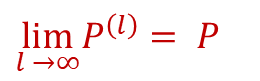 lim P^(l) = P
l →∞